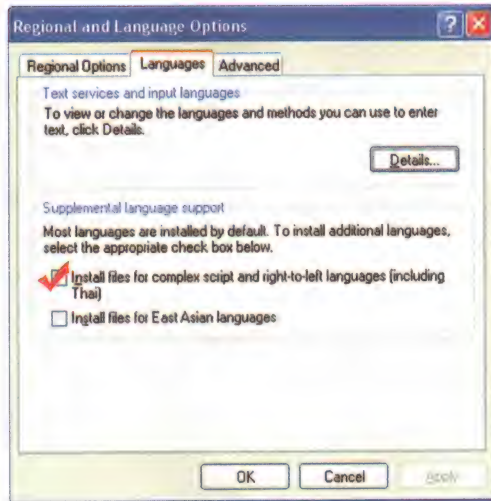 Regional and Language Options
Regional Options Languages Advanced
Text services and input languages
To view or change the languages and methods you can use to enter
text, click Details.
Details...
Supplemental language support
Most languages are installed by default. To install additional languages,
select the appropriate check box below.
Install files for complex script and right-to-left languages (including
Thai)
Install files for East Asian languages
OK Cancel Apply